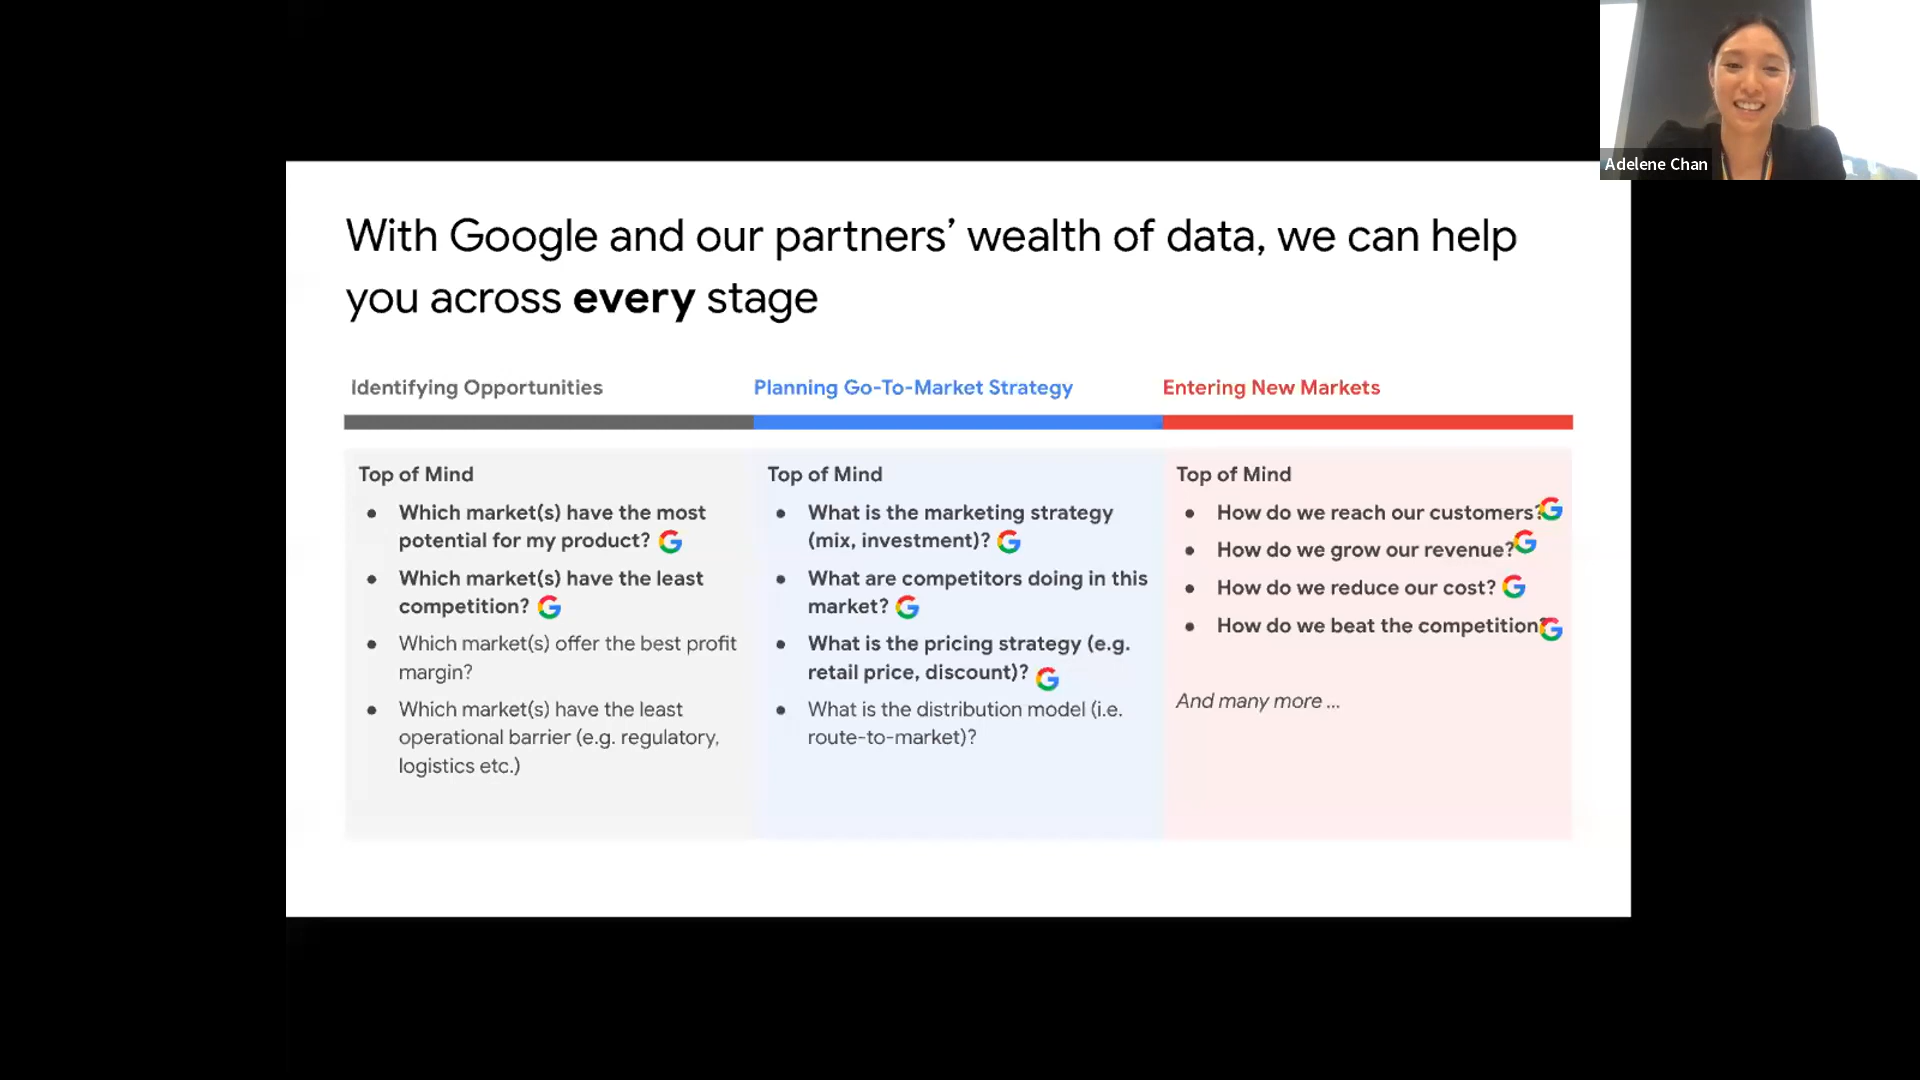 Adelene Chan
With Google and our partners’ wealth of data, we can help
you across every stage
Identifying Opportunities
Planning Go-To-Market Strategy
Entering New Markets
Top of Mind
● Which market(s) have the most
potential for my product?
● Which market(s) have the least
competition?
● Which market(s) offer the best profit
margin?
● Which market(s) have the least
operational barrier (e.g. regulatory,
logistics etc.)
Top of Mind
● What is the marketing strategy
(mix, investment)?
● What are competitors doing in this
market?
● What is the pricing strategy (e.g.
retail price, discount)?
● What is the distribution model (i.e.
route-to-market)?
Top of Mind
● How do we reach our customers?
● How do we grow our revenue?
● How do we reduce our cost?
● How do we beat the competition?
And many more ...